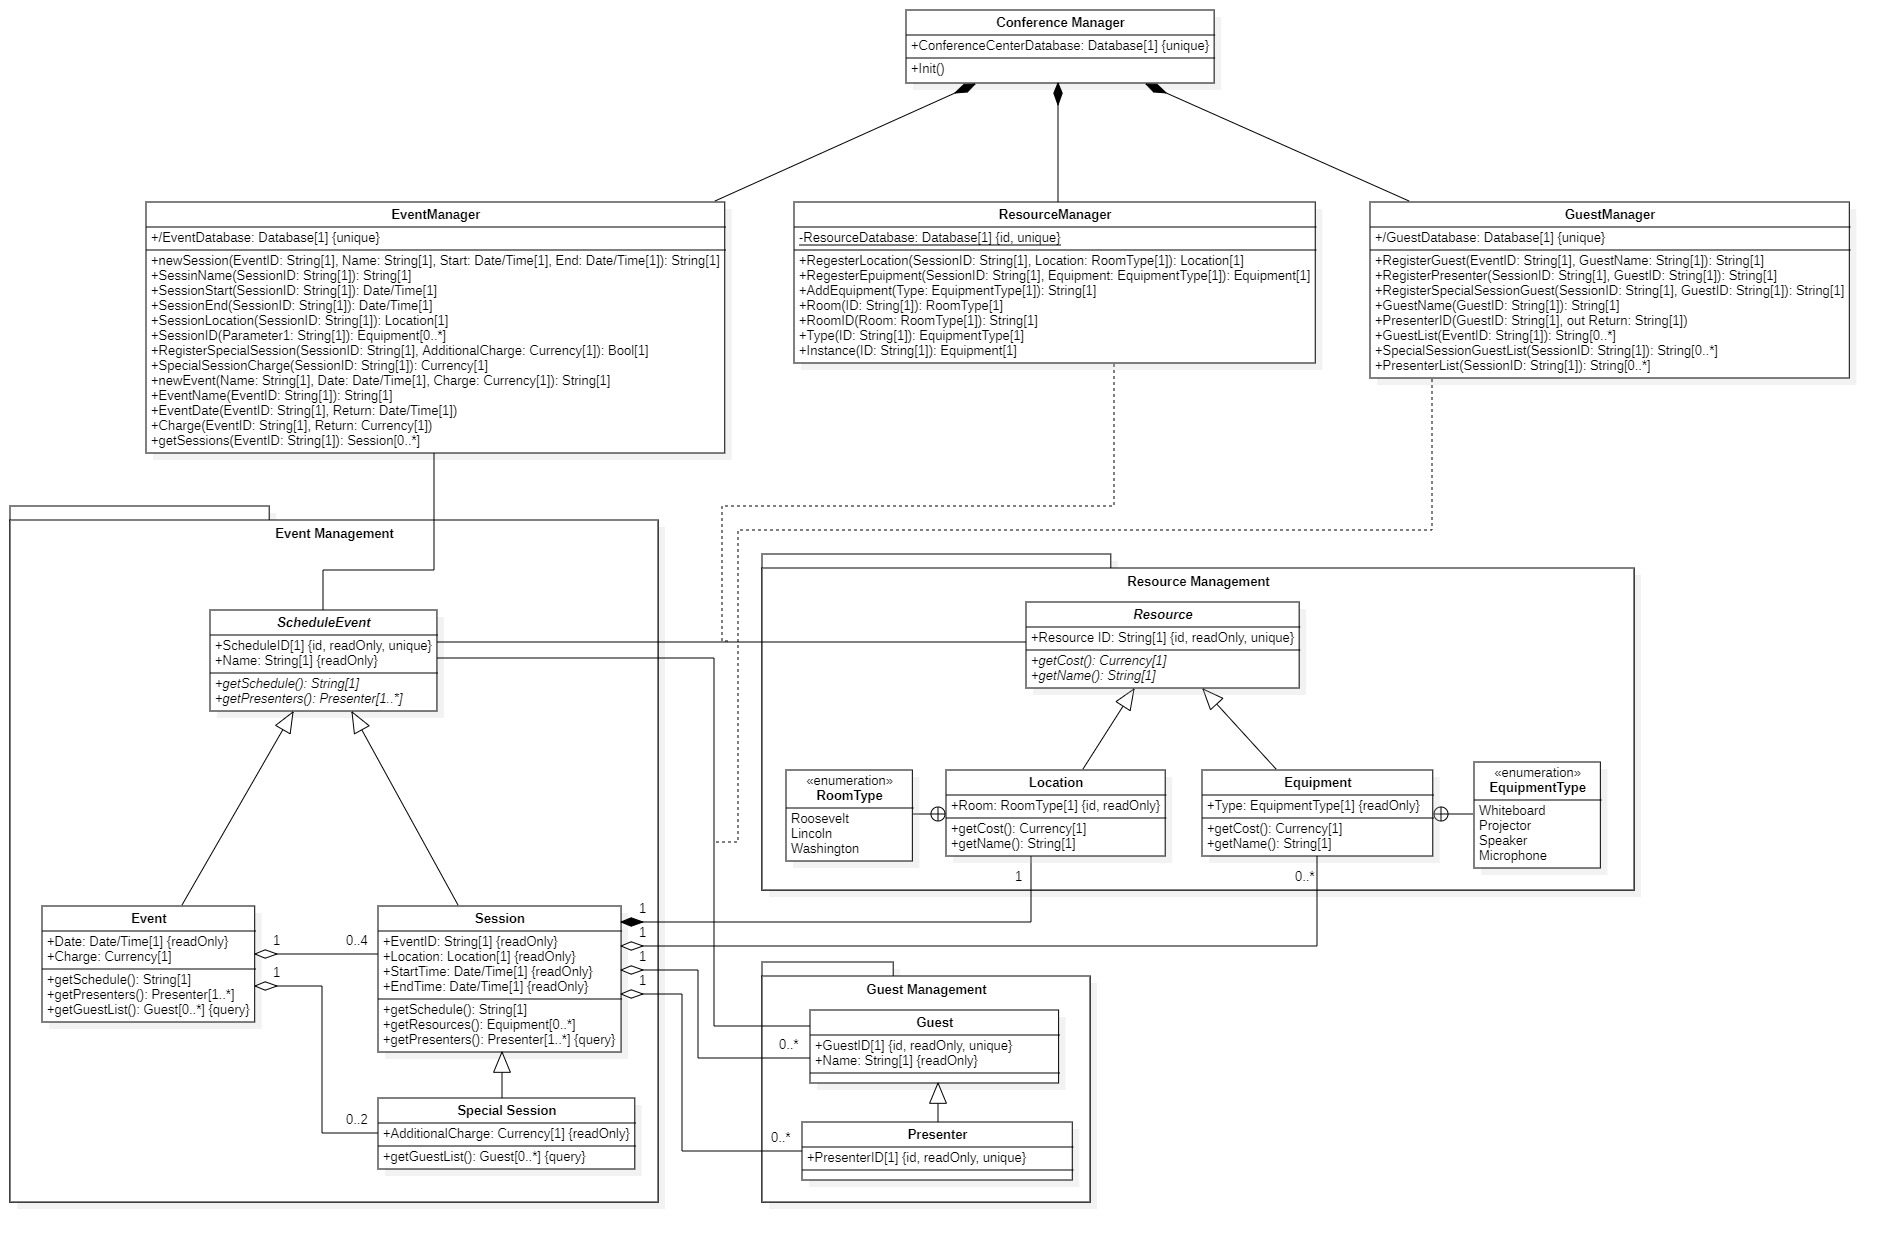 Conference Manager
+ConferenceCenterDatabase: Database[1] {unique}
+Init()
EventManager
+/EventDatabase: Database[1] {unique}
+newSession(EventID: String[1], Name: String[1], Start: Date/Time[1], End: Date/Time[1]): String[1]
+SessinName(SessionID: String[1]): String[1]
+SessionStart(SessionID: String[1]): Date/Time[1]
+SessionEnd(SessionID: String[1]): Date/Time[1]
+SessionLocation(SessionID: String[1]): Location[1]
+SessionID(Parameter1: String[1]): Equipment[0..*]
+RegisterSpecialSession(SessionID: String[1], AdditionalCharge: Currency[1]): Bool[1]
+SpecialSessionCharge(SessionID: String[1]): Currency[1]
+newEvent(Name: String[1], Date: Date/Time[1], Charge: Currency[1]): String[1]
+EventName(EventID: String[1]): String[1]
+EventDate(EventID: String[1], Return: Date/Time[1])
+Charge(EventID: String[1], Return: Currency[1])
+getSessions(EventID: String[1]): Session[0..*]
ResourceManager
-ResourceDatabase: Database[1] {id, unique}
+RegesterLocation(SessionID: String[1], Location: RoomType[1]): Location[1]
+RegesterEpuipment(SessionID: String[1], Equipment: EquipmentType[1]): Equipment[1]
+AddEquipment(Type: EquipmentType[1]): String[1]
+Room(ID: String[1]): RoomType[1]
+RoomID(Room: RoomType[1]): String[1]
+Type(ID: String[1]): EquipmentType[1]
+Instance(ID: String[1]): Equipment[1]
GuestManager
+/GuestDatabase: Database[1] {unique}
+RegisterGuest(EventID: String[1], GuestName: String[1]): String[1]
+RegisterPresenter(SessionID: String[1], GuestID: String[1]): String[1]
+RegisterSpecialSessionGuest(SessionID: String[1], GuestID: String[1]): String[1]
+GuestName(GuestID: String[1]): String[1]
+PresenterID(GuestID: String[1], out Return: String[1])
+GuestList(EventID: String[1]): String[0..*]
+SpecialSessionGuestList(SessionID: String[1]): String[0..*]
+PresenterList(SessionID: String[1]): String[0..*]
Event Management
ScheduleEvent
+ScheduleID[1] {id, readOnly, unique}
+Name: String[1] {readOnly}
+getSchedule(): String[1]
+getPresenters(): Presenter[1..*]
Resource Management
Resource
+Resource ID: String[1] {id, readOnly, unique}
+getCost(): Currency[1]
+getName(): String[1]
«enumeration»
RoomType
Roosevelt
Lincoln
Washington
Location
+Room: RoomType[1] {id, readOnly}
+getCost(): Currency[1]
+getName(): String[1]
Equipment
+Type: EquipmentType[1] {readOnly}
+getCost(): Currency[1]
+getName(): String[1]
«enumeration»
EquipmentType
Whiteboard
Projector
Speaker
Microphone
1
0..*
Event
+Date: Date/Time[1] {readOnly}
+Charge: Currency[1]
+getSchedule(): String[1]
+getPresenters(): Presenter[1..*]
+getGuestList(): Guest[0..*] {query}
1
0..4
1
0..2
Session
+EventID: String[1] {readOnly}
+Location: Location[1] {readOnly}
+StartTime: Date/Time[1] {readOnly}
+EndTime: Date/Time[1] {readOnly}
+getSchedule(): String[1]
+getResources(): Equipment[0..*]
+getPresenters(): Presenter[1..*] {query}
1
1
1
1
Special Session
+AdditionalCharge: Currency[1] {readOnly}
+getGuestList(): Guest[0..*] {query}
Guest Management
Guest
+GuestID[1] {id, readOnly, unique}
+Name: String[1] {readOnly}
0..*
Presenter
+PresenterID[1] {id, readOnly, unique}
0..*